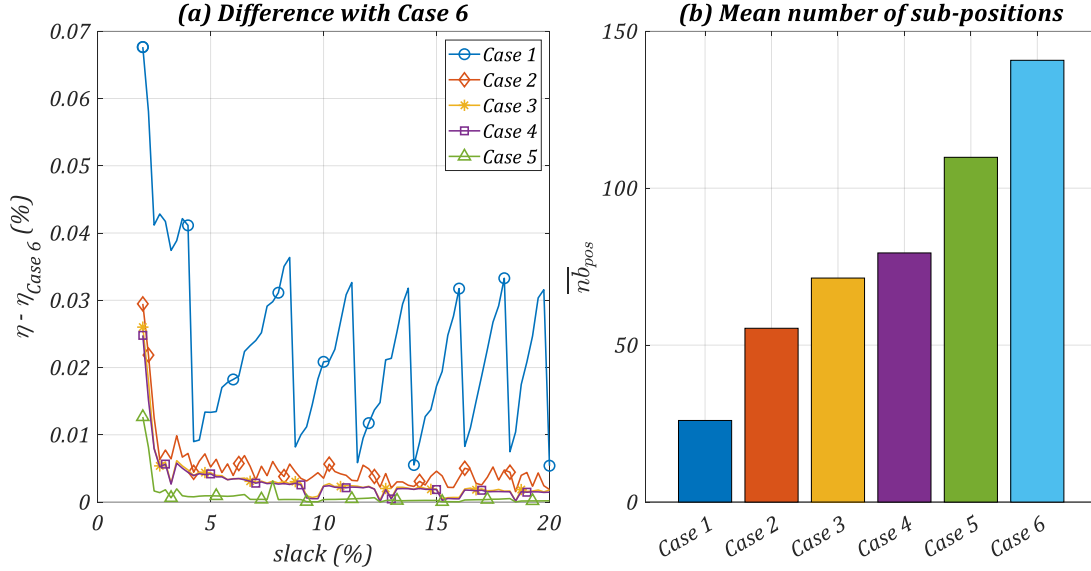 (a) Difference with Case 6
0.07
0.06
0.05
0.04
0.03
0.02
0.01
0
0
5
10
15
20
η - η_Case 6 (%)
slack (%)
Case 1
Case 2
Case 3
Case 4
Case 5
(b) Mean number of sub-positions
150
100
50
0
nb_pos
Case 1
Case 2
Case 3
Case 4
Case 5
Case 6